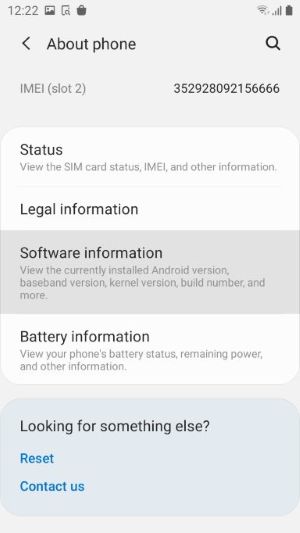 12:22
About phone
IMEI (slot 2) 352928092156666
Status
View the SIM card status, IMEI, and other information.
Legal information
Software information
View the currently installed Android version,
baseband version, kernel version, build number, and
more.
Battery information
View your phone's battery status, remaining power,
and other information.
Looking for something else?
Reset
Contact us